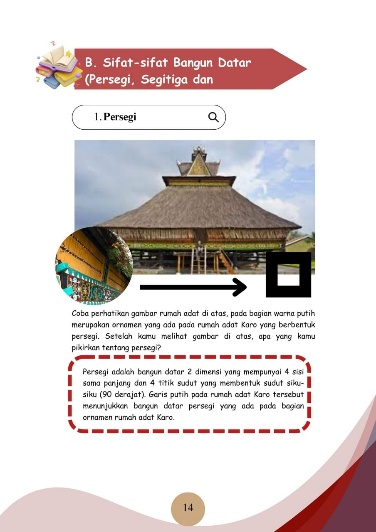 B. Sifat-sifat Bangun Datar
(Persegi, Segitiga dan
1. Persegi
Coba perhatikan gambar rumah adat di atas, pada bagian warna putih
merupakan ornamen yang ada pada rumah adat Karo yang berbentuk
persegi. Setelah kamu melihat gambar di atas, apa yang kamu
pikirkan tentang persegi?
Persegi adalah bangun datar 2 dimensi yang mempunyai 4 sisi
sama panjang dan 4 titik sudut yang membentuk sudut siku-
siku (90 derajat). Garis putih pada rumah adat Karo tersebut
menunjukkan bangun datar persegi yang ada pada bagian
ornamen rumah adat Karo.
14